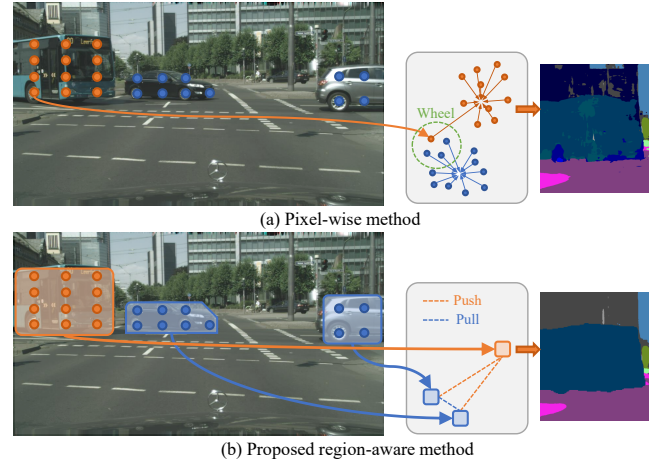 Wheel
(a) Pixel-wise method
Push
Pull
(b) Proposed region-aware method